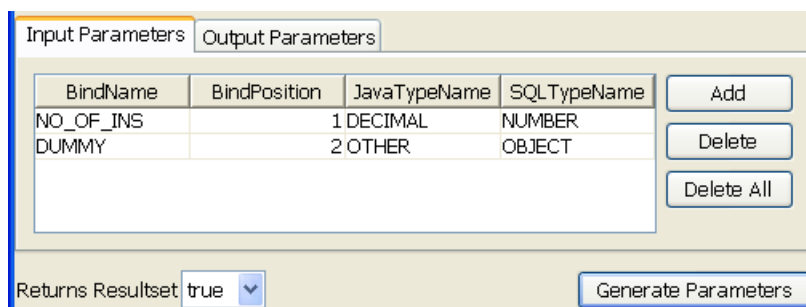 Input Parameters Output Parameters
BindName BindPosition JavaTypeName SQLTypeName Add
NO_OF_INS 1 DECIMAL NUMBER
DUMMY 2 OTHER OBJECT Delete
Delete All
Returns Resultset true Generate Parameters